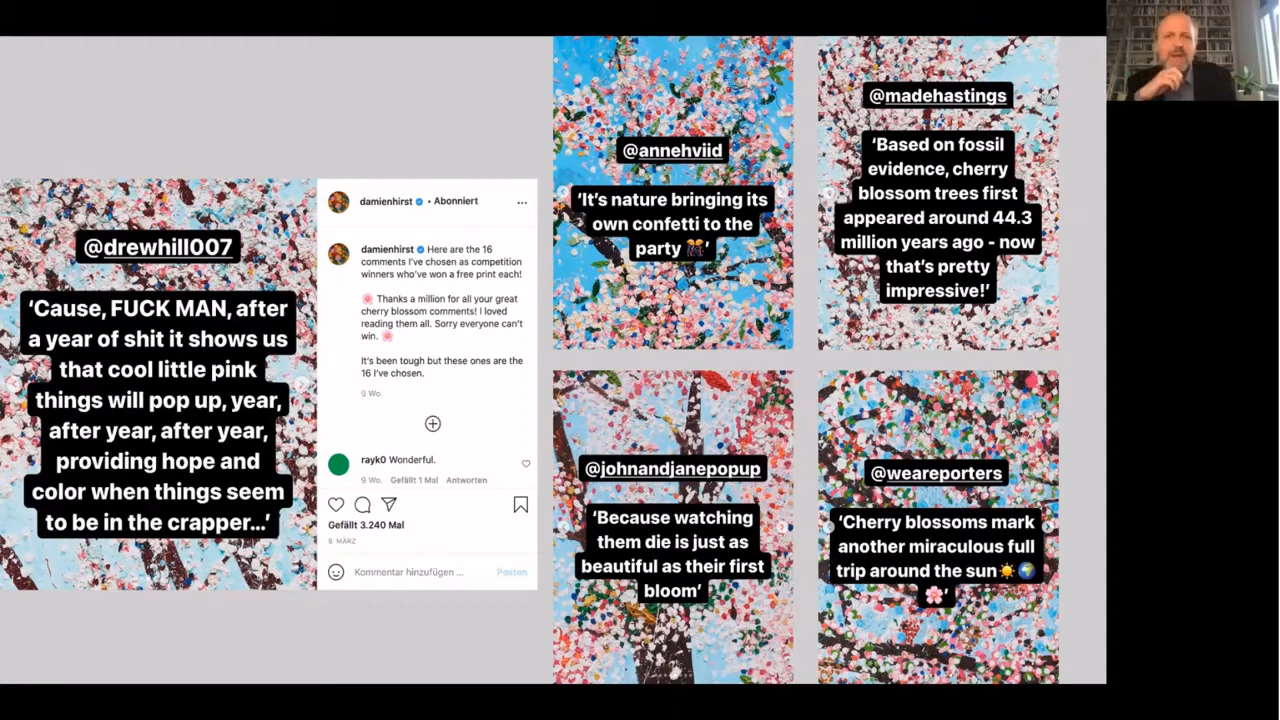 @drewhill007
‘Cause, FUCK MAN, after
a year of shit it shows us
that cool little pink
things will pop up, year,
after year, after year,
providing hope and
color when things seem
to be in the crapper...’
damienhirst • Abonniert
damienhirst Here are the 16
comments I've chosen as competition
winners who've won a free print each!
🌸 Thanks a million for all your great
cherry blossom comments! I loved
reading them all. Sorry everyone can't
win. 🌸
It's been tough but these ones are the
16 I've chosen.
9 Wo.
rayk0 Wonderful.
9 Wo. Gefällt 1 Mal Antworten
Gefällt 3.240 Mal
9. MÄRZ
Kommentar hinzufügen ...
Posten
@annehviid
‘It’s nature bringing its
own confetti to the
party 🎊’
@madehastings
‘Based on fossil
evidence, cherry
blossom trees first
appeared around 44.3
million years ago - now
that’s pretty
impressive!’
@johnandjanepopup
‘Because watching
them die is just as
beautiful as their first
bloom’
@weareporters
‘Cherry blossoms mark
another miraculous full
trip around the sun☀️🌍
🌸’